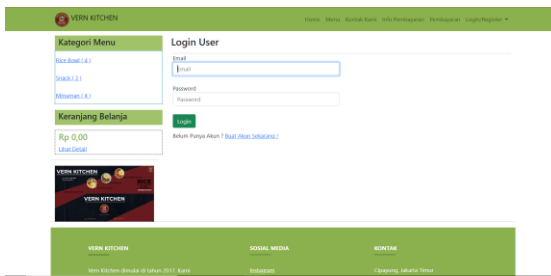 VERN KITCHEN
Home Menu Kontak Kami Info Pembayaran Pembayaran Login/Register
Kategori Menu
Rice Bowl ( 4 )
Snack ( 2 )
Minuman ( 4 )
Keranjang Belanja
Rp 0,00
Lihat Detail
Login User
Email
Email
Password
Password
Login
Belum Punya Akun ? Buat Akun Sekarang !
VERN KITCHEN
RICE
VERN KITCHEN
VERN KITCHEN
Vern Kitchen dimulai di tahun 2017. Kami
SOSIAL MEDIA
Instagram
KONTAK
Cipayung, Jakarta Timur